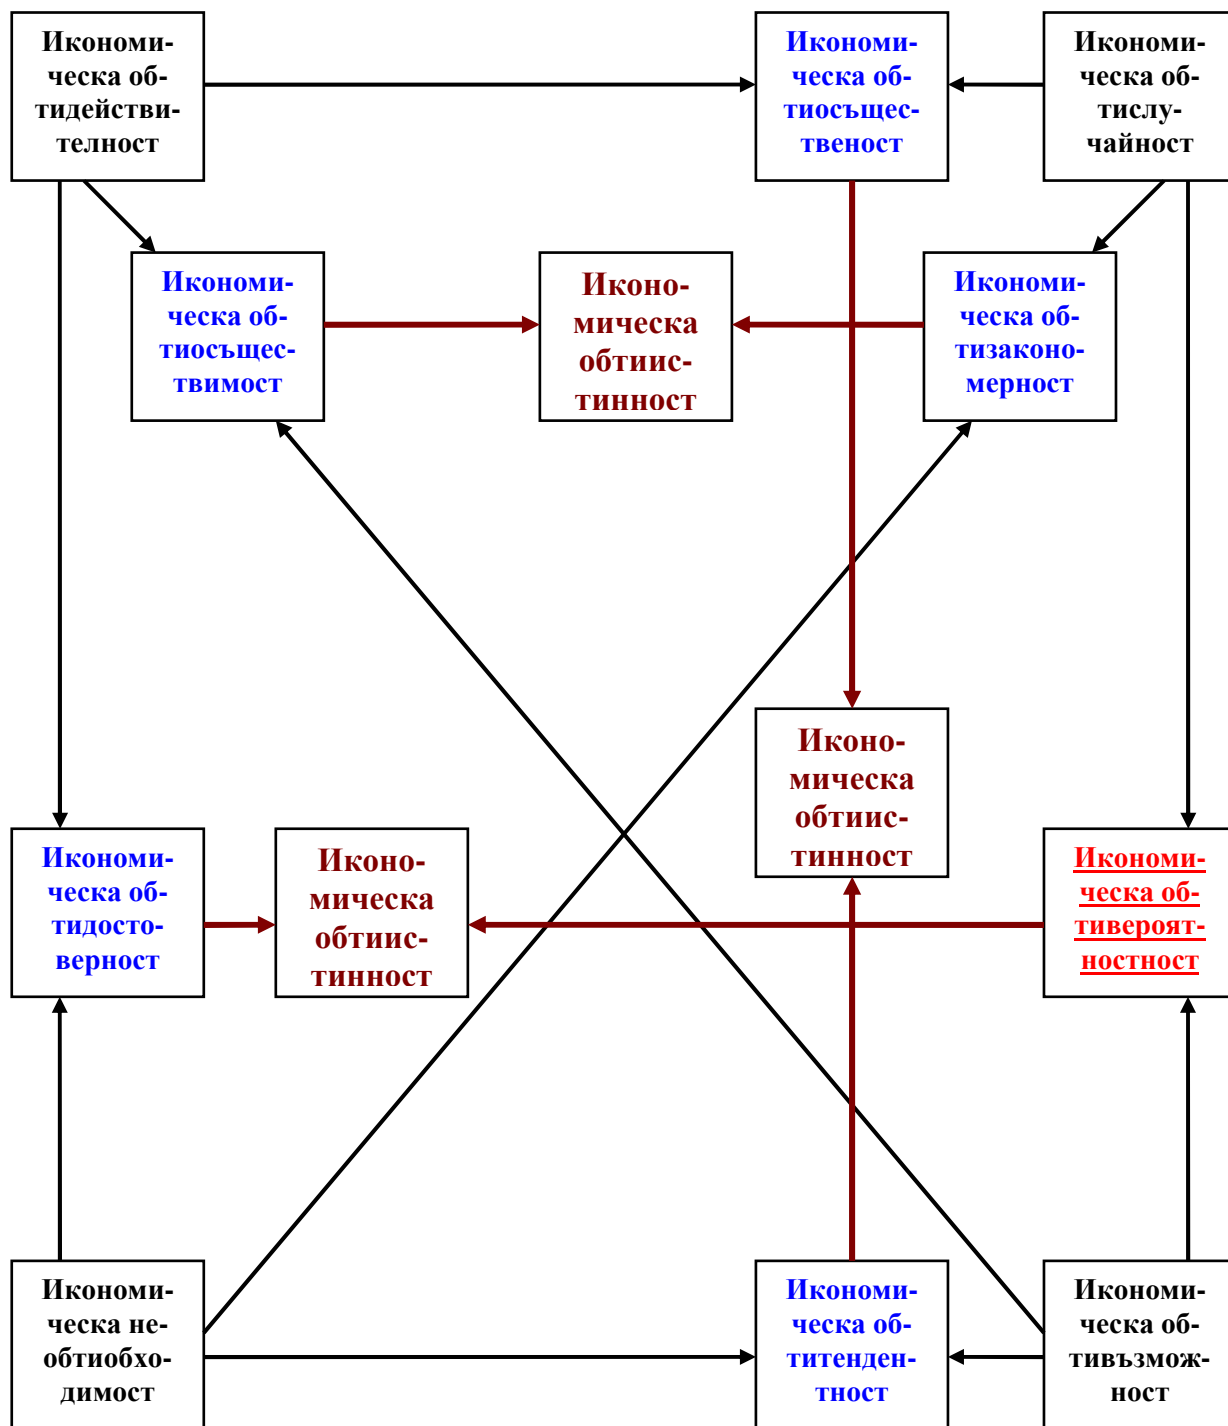 Икономи-
ческа об-
тидействи-
телност
Икономи-
ческа об-
тиосъщес-
твеност
Икономи-
ческа об-
тислу-
чайност
Икономи-
ческа об-
тиосъщес-
твимост
Иконо-
мическа
обтиис-
тинност
Икономи-
ческа об-
тизаконо-
мерност
Иконо-
мическа
обтиис-
тинност
Икономи-
ческа об-
тидосто-
верност
Иконо-
мическа
обтиис-
тинност
Икономи-
ческа об-
тивероят-
ностност
Икономи-
ческа не-
обтиобхо-
димост
Икономи-
ческа об-
титенден-
тност
Икономи-
ческа об-
тивъзмож-
ност